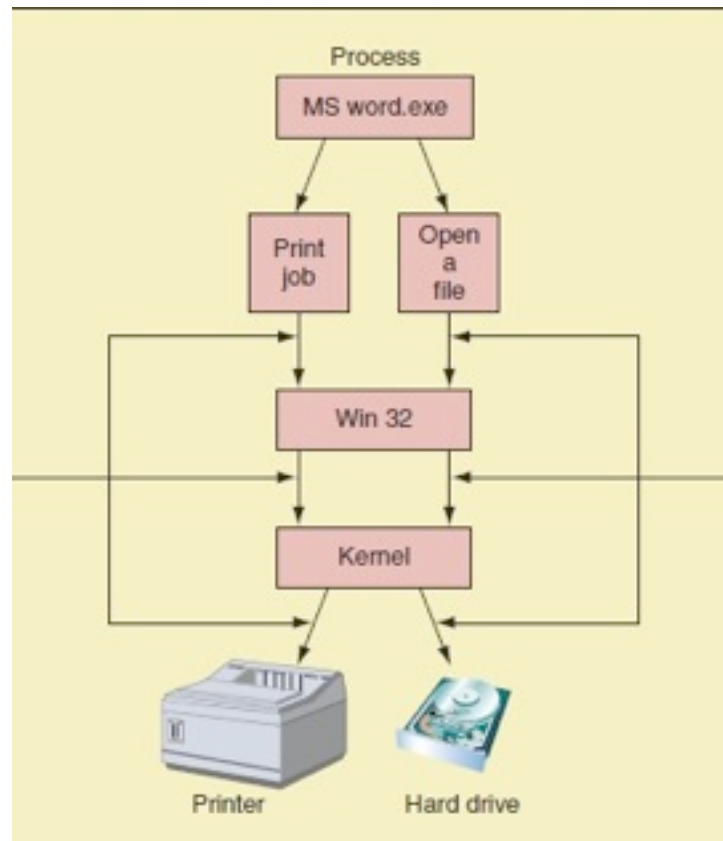 Process
MS word.exe
Print
job
Open
a
file
Win 32
Kernel
Printer
Hard drive